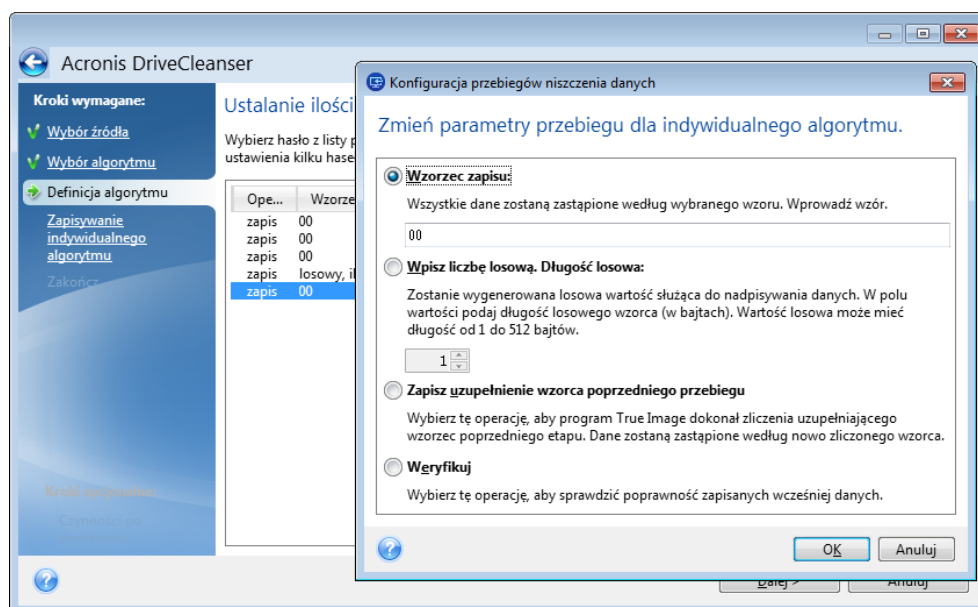 Acronis DriveCleanser
Kroki wymagane:
Wybór źródła
Wybór algorytmu
Definicja algorytmu
Zapisywanie
indywidualnego
algorytmu
Zakończ
Kroki opcjonalne:
Czynności po
Ustalanie ilości
Wybierz hasło z listy p
ustawienia kilku hase
Ope... Wzorze
zapis 00
zapis 00
zapis 00
zapis losowy, il
zapis 00
Dalej > Anuluj
Konfiguracja przebiegów niszczenia danych
Zmień parametry przebiegu dla indywidualnego algorytmu.
Wzorzec zapisu:
Wszystkie dane zostaną zastąpione według wybranego wzoru. Wprowadź wzór.
00
Wpisz liczbę losową. Długość losowa:
Zostanie wygenerowana losowa wartość służąca do nadpisywania danych. W polu
wartości podaj długość losowego wzorca (w bajtach). Wartość losowa może mieć
długość od 1 do 512 bajtów.
1
Zapisz uzupełnienie wzorca poprzedniego przebiegu
Wybierz tę operację, aby program True Image dokonał zliczenia uzupełniającego
wzorzec poprzedniego etapu. Dane zostaną zastąpione według nowo zliczonego wzorca.
Weryfikuj
Wybierz tę operację, aby sprawdzić poprawność zapisanych wcześniej danych.
OK Anuluj